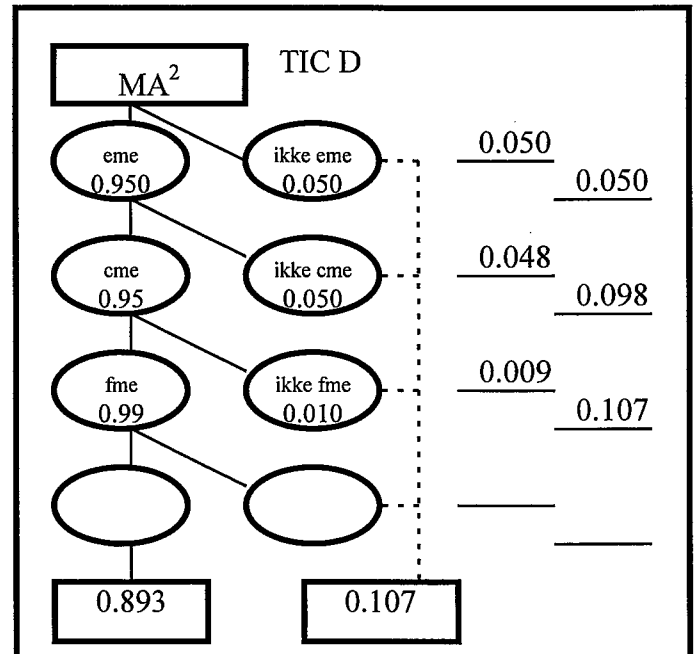 MA² TIC D
eme ikke eme 0.050
0.950 0.050 0.050
cme ikke cme 0.048
0.95 0.050 0.098
fme ikke fme 0.009
0.99 0.010 0.107
0.893 0.107